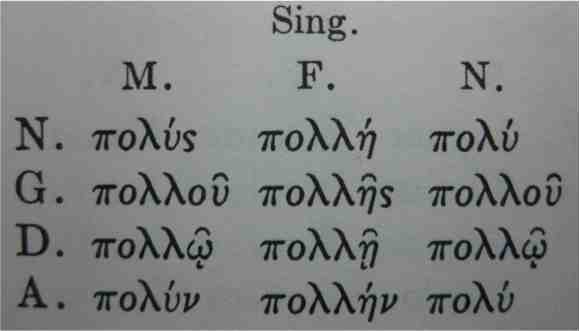 Sing.
M. F. N.
N. πολύς πολλή πολύ
G. πολλοῦ πολλῆς πολλοῦ
D. πολλῷ πολλῇ πολλῷ
A. πολύν πολλήν πολύ